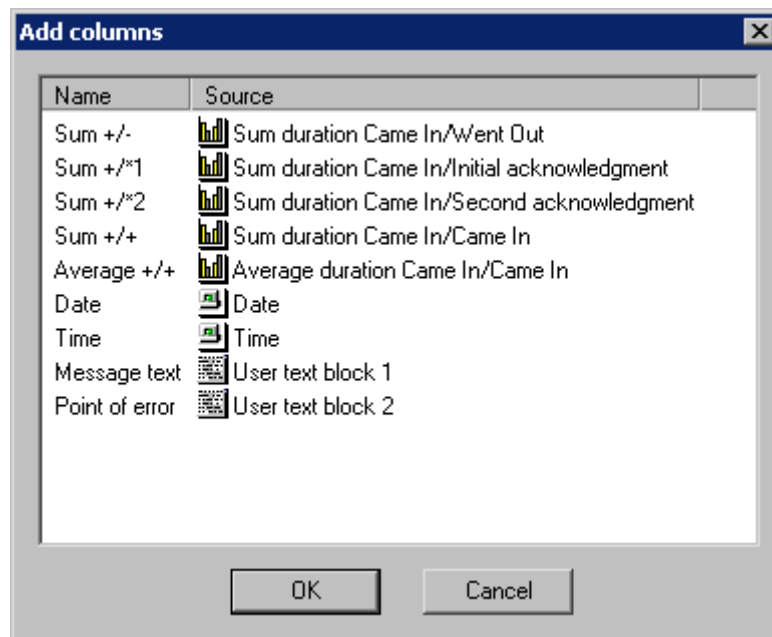 Add columns
Name Source
Sum +/- Sum duration Came In/Went Out
Sum +/*1 Sum duration Came In/Initial acknowledgment
Sum +/*2 Sum duration Came In/Second acknowledgment
Sum +/+ Sum duration Came In/Came In
Average +/+ Average duration Came In/Came In
Date Date
Time Time
Message text User text block 1
Point of error User text block 2
OK Cancel